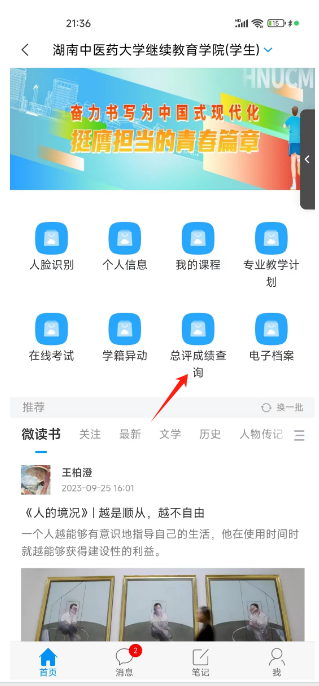 21:36
湖南中医药大学继续教育学院(学生)
HNUCM
奋力书写为中国式现代化
挺膺担当的青春篇章
人脸识别 个人信息 我的课程 专业教学计
划
在线考试 学籍异动 总评成绩查 电子档案
询
推荐 换一批
微读书 关注 最新 文学 历史 人物传记
王柏澄
2023-09-25 16:01
《人的境况》| 越是顺从，越不自由
一个人越能够有意识地指导自己的生活，他在使用时间时
就越能够获得建设性的利益。
2
首页 消息 笔记 我